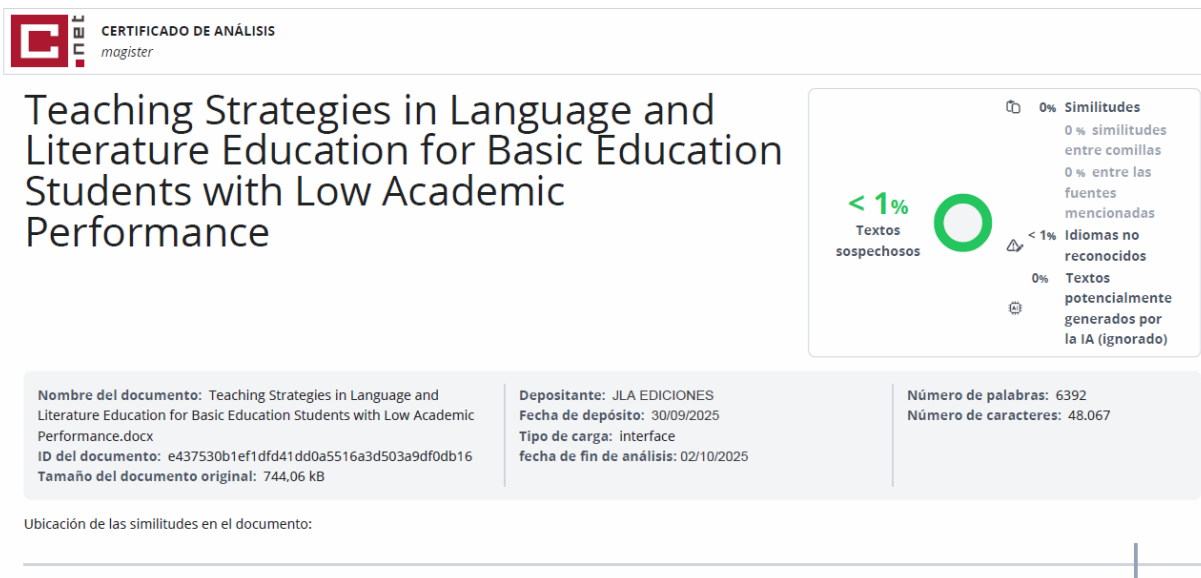 C
.net
CERTIFICADO DE ANÁLISIS
magister
Teaching Strategies in Language and
Literature Education for Basic Education
Students with Low Academic
Performance
< 1%
Textos
sospechosos
0% Similitudes
0 % similitudes
entre comillas
0 % entre las
fuentes
mencionadas
< 1% Idiomas no
reconocidos
AI
0% Textos
potencialmente
generados por
la IA (ignorado)
Nombre del documento: Teaching Strategies in Language and
Literature Education for Basic Education Students with Low Academic
Performance.docx
ID del documento: e437530b1ef1dfd41dd0a5516a3d503a9df0db16
Tamaño del documento original: 744,06 kB
Depositante: JLA EDICIONES
Fecha de depósito: 30/09/2025
Tipo de carga: interface
fecha de fin de análisis: 02/10/2025
Número de palabras: 6392
Número de caracteres: 48.067
Ubicación de las similitudes en el documento: